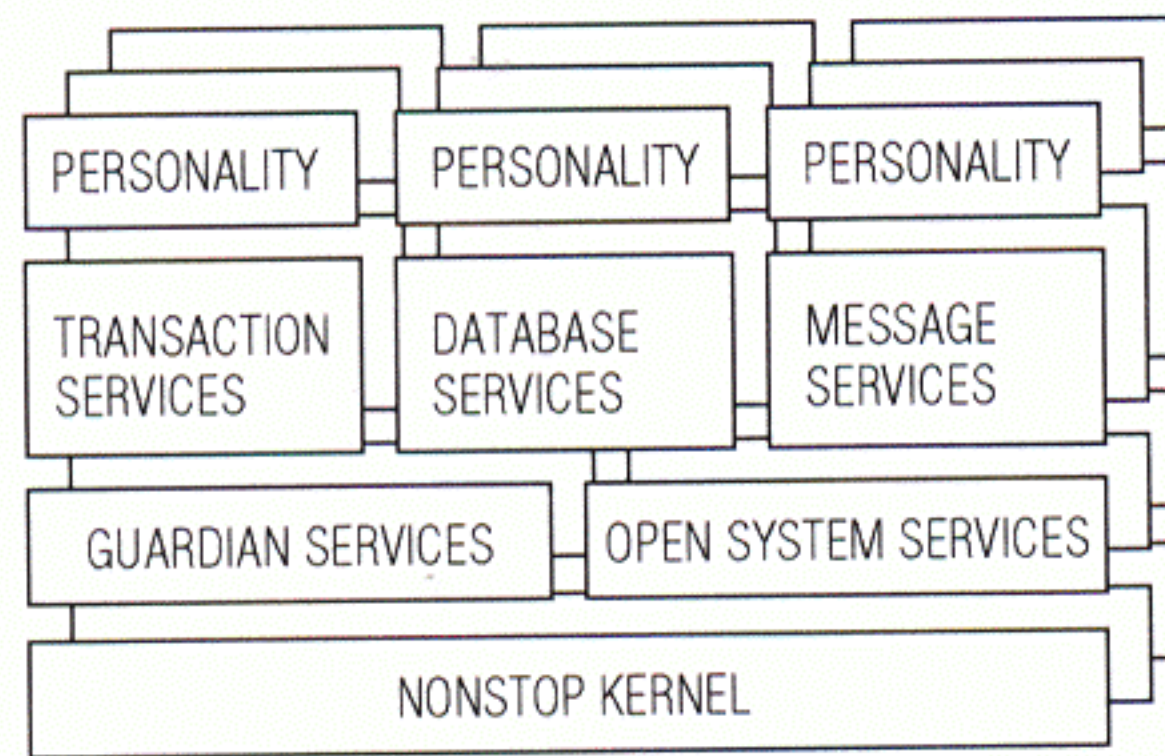 PERSONALITY PERSONALITY PERSONALITY
TRANSACTION
SERVICES
DATABASE
SERVICES
MESSAGE
SERVICES
GUARDIAN SERVICES
OPEN SYSTEM SERVICES
NONSTOP KERNEL